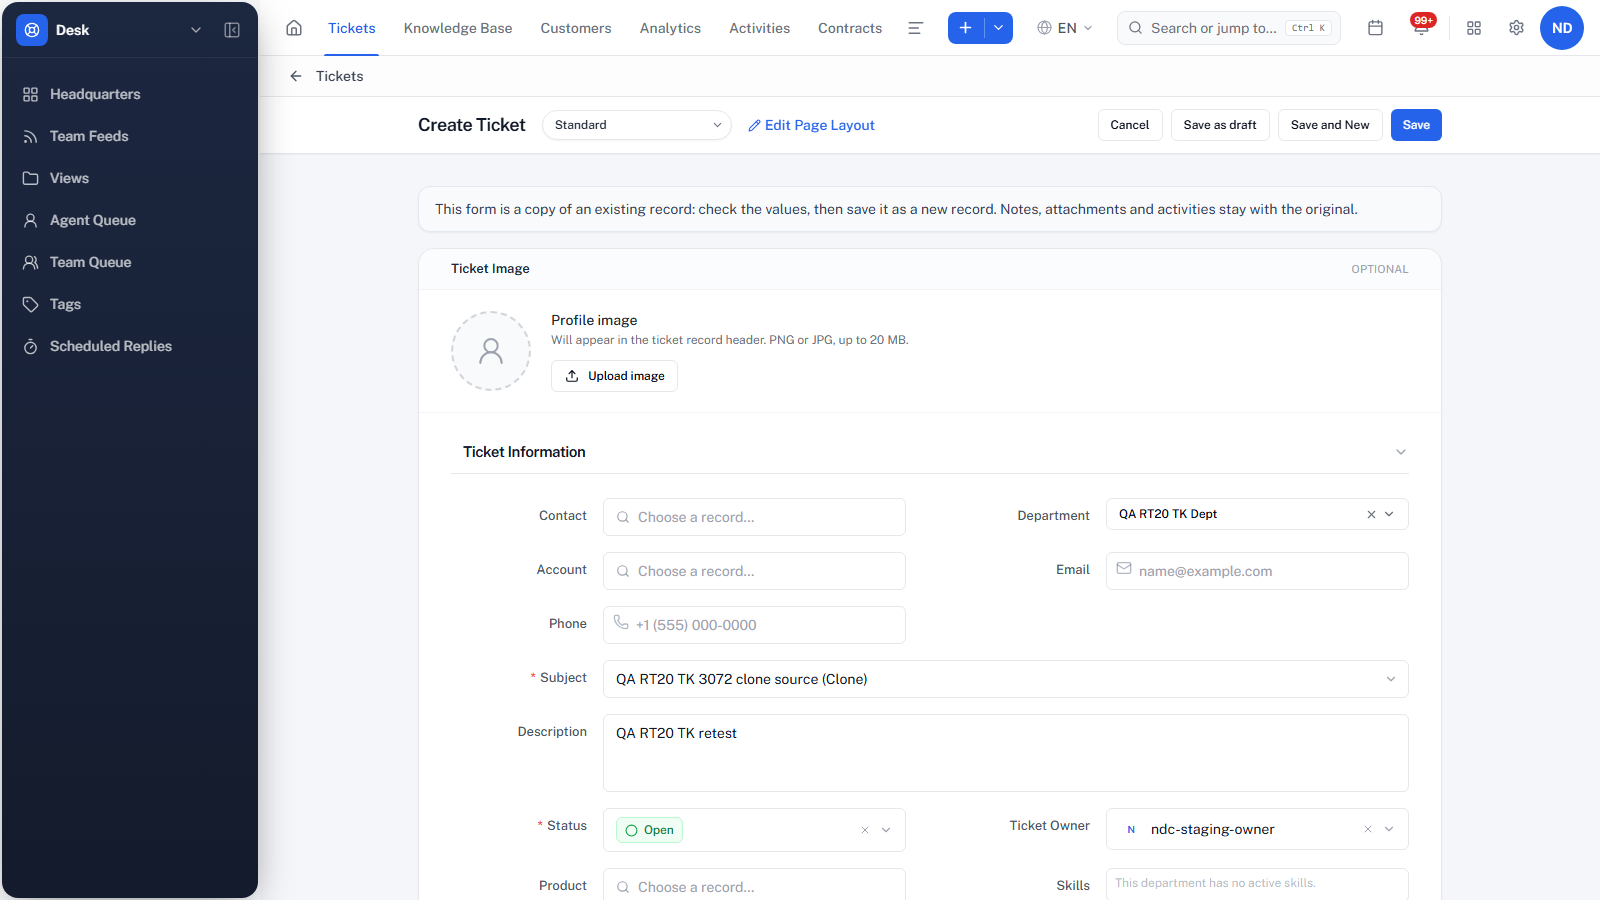 Desk
Headquarters
Team Feeds
Views
Agent Queue
Team Queue
Tags
Scheduled Replies
Tickets
Knowledge Base
Customers
Analytics
Activities
Contracts
EN
Search or jump to...
Ctrl K
99+
ND
Tickets
Create Ticket
Standard
Edit Page Layout
Cancel
Save as draft
Save and New
Save
This form is a copy of an existing record: check the values, then save it as a new record. Notes, attachments and activities stay with the original.
Ticket Image
OPTIONAL
Profile image
Will appear in the ticket record header. PNG or JPG, up to 20 MB.
Upload image
Ticket Information
Contact
Choose a record...
Department
QA RT20 TK Dept
Account
Choose a record...
Email
name@example.com
Phone
+1 (555) 000-0000
* Subject
QA RT20 TK 3072 clone source (Clone)
Description
QA RT20 TK retest
* Status
Open
Ticket Owner
N
ndc-staging-owner
Product
Choose a record...
Skills
This department has no active skills.